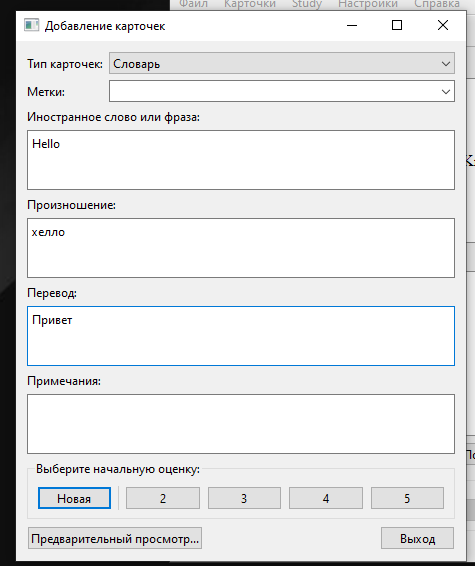 Файл Карточки Study Настройки Справка
Добавление карточек
Тип карточек: Словарь
Метки:
Иностранное слово или фраза:
Hello
Произношение:
хелло
Перевод:
Привет
Примечания:
Выберите начальную оценку:
Новая 2 3 4 5
Предварительный просмотр... Выход